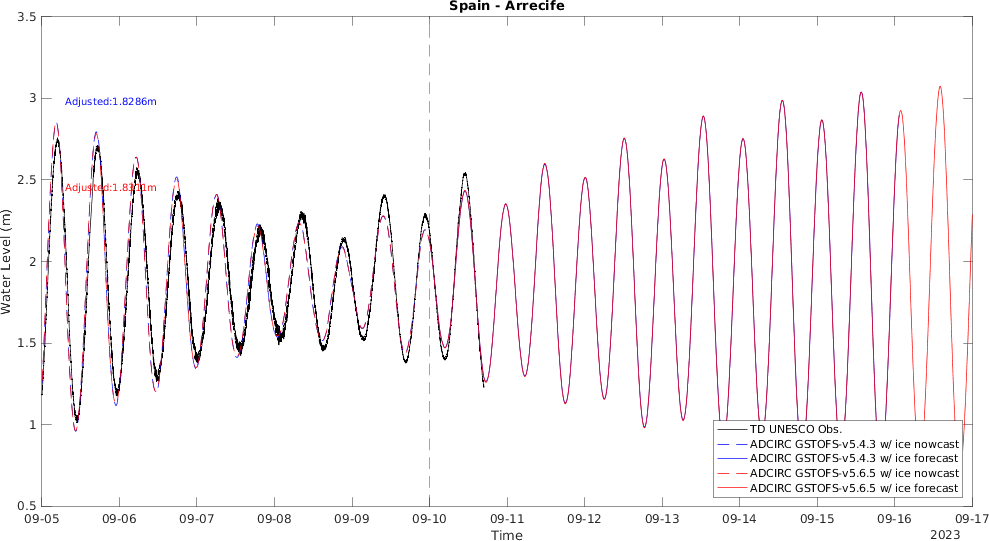 Spain - Arrecife
3.5
3
2.5
2
1.5
1
0.5
Water Level (m)
Adjusted:1.8286m
Adjusted:1.8311m
TD UNESCO Obs.
ADCIRC GSTOFS-v5.4.3 w/ ice nowcast
ADCIRC GSTOFS-v5.4.3 w/ ice forecast
ADCIRC GSTOFS-v5.6.5 w/ ice nowcast
ADCIRC GSTOFS-v5.6.5 w/ ice forecast
09-05 09-06 09-07 09-08 09-09 09-10 09-11 09-12 09-13 09-14 09-15 09-16 09-17
Time
2023